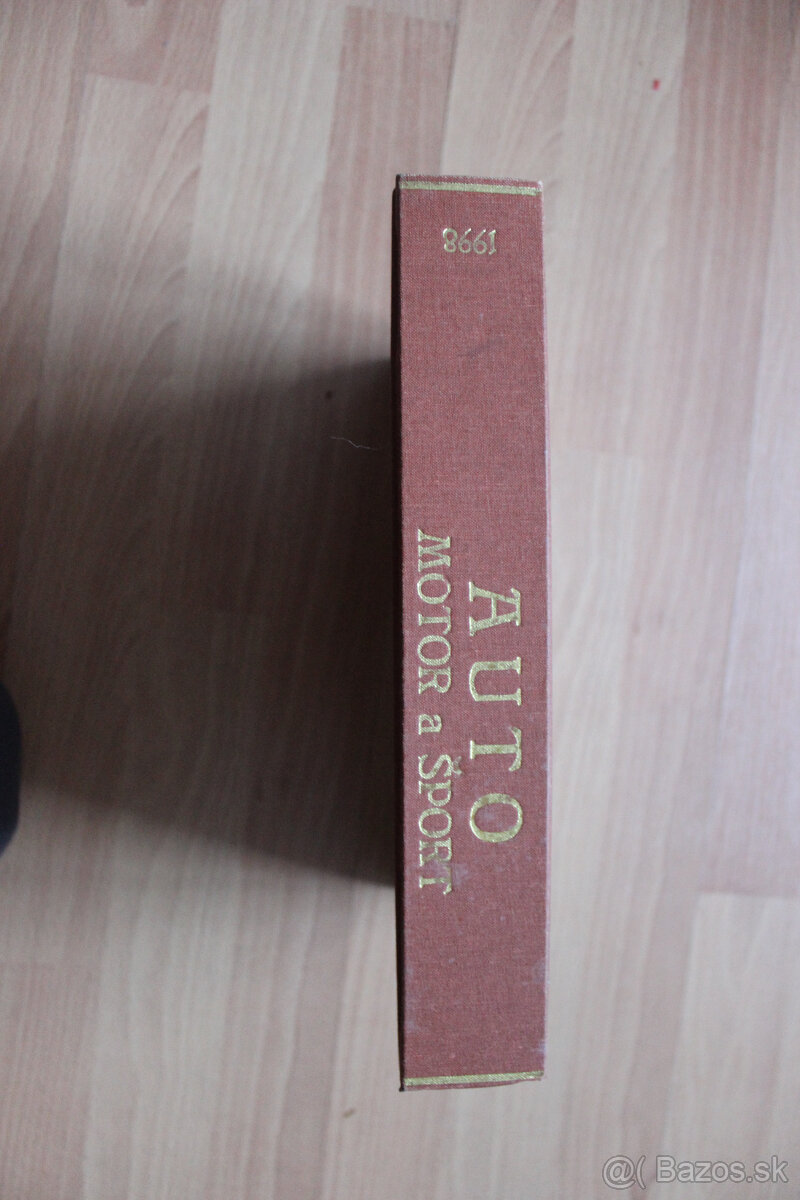 1998
AUTO
MOTOR a ŠPORT
@( Bazos.sk